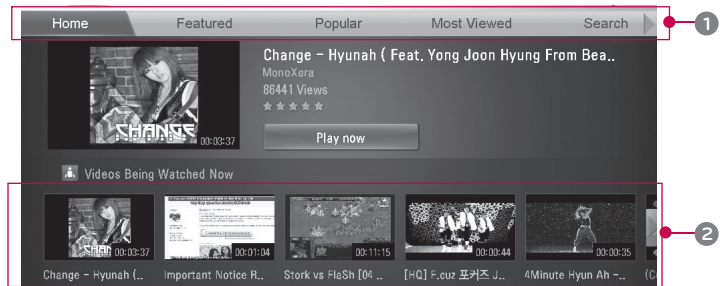 Home Featured Popular Most Viewed Search
1
Change - Hyunah ( Feat. Yong Joon Hyung From Bea..
MonoXera
86441 Views
CHANGE
00:03:37
Play now
Videos Being Watched Now
2
00:03:37 00:01:04 00:11:15 00:00:44 00:00:35
Change - Hyunah (.. Important Notice R.. Stork vs FlaSh [04 .. [HQ] F.cuz 포커즈 J.. 4Minute Hyun Ah -.. (Co